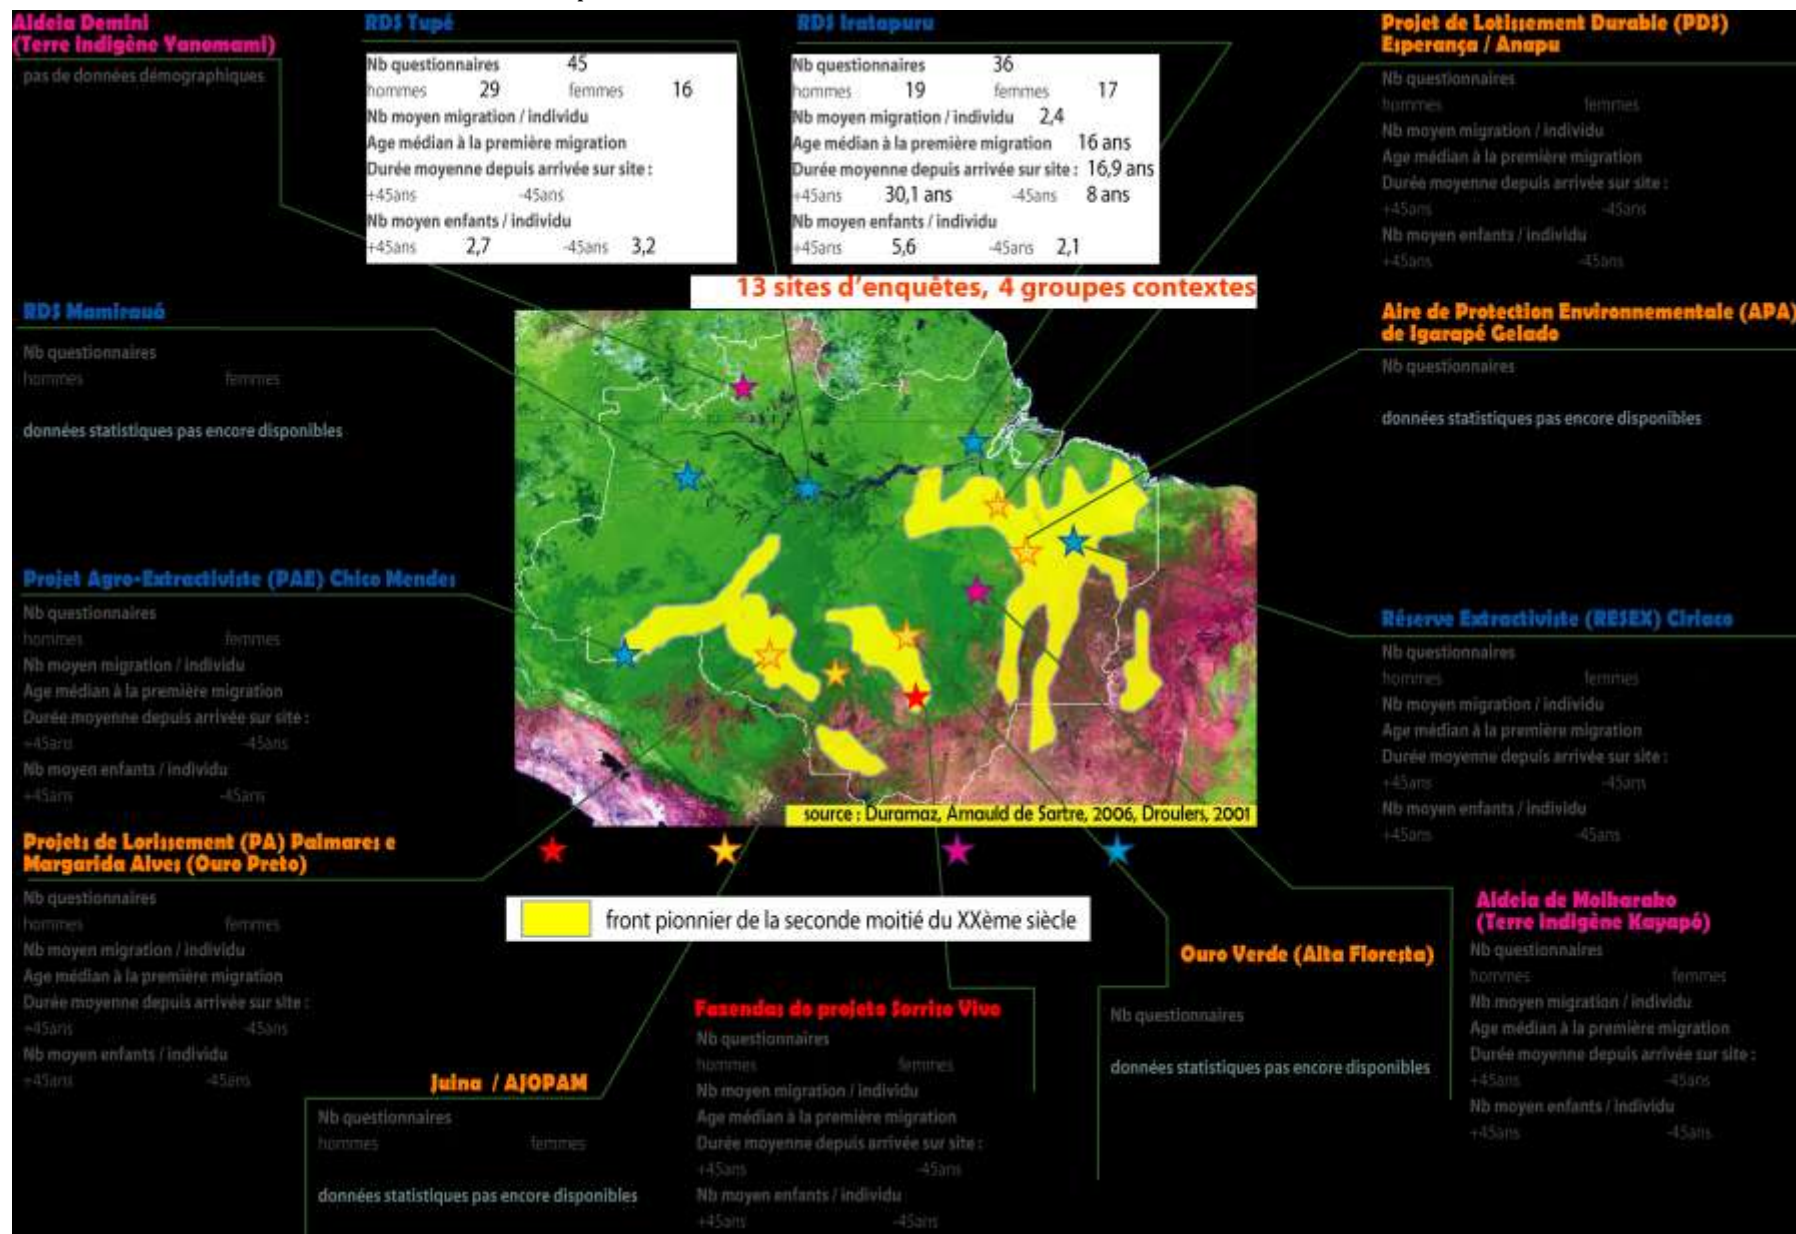 Aldeia Demini
(Terre Indigène Yanomami)
pas de données démographiques
RDS Tupé
Nb questionnaires 45
hommes 29 femmes 16
Nb moyen migration / individu
Age médian à la première migration
Durée moyenne depuis arrivée sur site :
+45ans -45ans
Nb moyen enfants / individu
+45ans 2,7 -45ans 3,2
RDS Iratapuru
Nb questionnaires 36
hommes 19 femmes 17
Nb moyen migration / individu 2,4
Age médian à la première migration 16 ans
Durée moyenne depuis arrivée sur site : 16,9 ans
+45ans 30,1 ans -45ans 8 ans
Nb moyen enfants / individu
+45ans 5,6 -45ans 2,1
Projet de Lotissement Durable (PDS)
Esperança / Anapu
Nb questionnaires
hommes femmes
Nb moyen migration / individu
Age médian à la première migration
Durée moyenne depuis arrivée sur site :
+45ans -45ans
Nb moyen enfants / individu
+45ans -45ans
13 sites d'enquêtes, 4 groupes contextes
RDS Mamirauá
Nb questionnaires
hommes femmes
données statistiques pas encore disponibles
Aire de Protection Environnementale (APA)
de Igarapé Gelado
Nb questionnaires
données statistiques pas encore disponibles
Projet Agro-Extractiviste (PAE) Chico Mendes
Nb questionnaires
hommes femmes
Nb moyen migration / individu
Age médian à la première migration
Durée moyenne depuis arrivée sur site :
+45ans -45ans
Nb moyen enfants / individu
+45ans -45ans
Réserve Extractiviste (RESEX) Ciriaco
Nb questionnaires
hommes femmes
Nb moyen migration / individu
Age médian à la première migration
Durée moyenne depuis arrivée sur site :
+45ans -45ans
Nb moyen enfants / individu
+45ans -45ans
source : Duramaz, Arnauld de Sartre, 2006, Droulers, 2001
Projets de Lorissement (PA) Palmares e
Margarida Alves (Ouro Preto)
Nb questionnaires
hommes femmes
Nb moyen migration / individu
Age médian à la première migration
Durée moyenne depuis arrivée sur site :
+45ans -45ans
Nb moyen enfants / individu
+45ans -45ans
front pionnier de la seconde moitié du XXème siècle
Juina / AJOPAM
Nb questionnaires
hommes femmes
données statistiques pas encore disponibles
Fazendas do projeto Sorriso Vivo
Nb questionnaires
hommes femmes
Nb moyen migration / individu
Age médian à la première migration
Durée moyenne depuis arrivée sur site :
+45ans -45ans
Nb moyen enfants / individu
+45ans -45ans
Ouro Verde (Alta Floresta)
Nb questionnaires
données statistiques pas encore disponibles
Aldeia de Moikarako
(Terre indigène Kayapó)
Nb questionnaires
hommes femmes
Nb moyen migration / individu
Age médian à la première migration
Durée moyenne depuis arrivée sur site :
+45ans -45ans
Nb moyen enfants / individu
+45ans -45ans